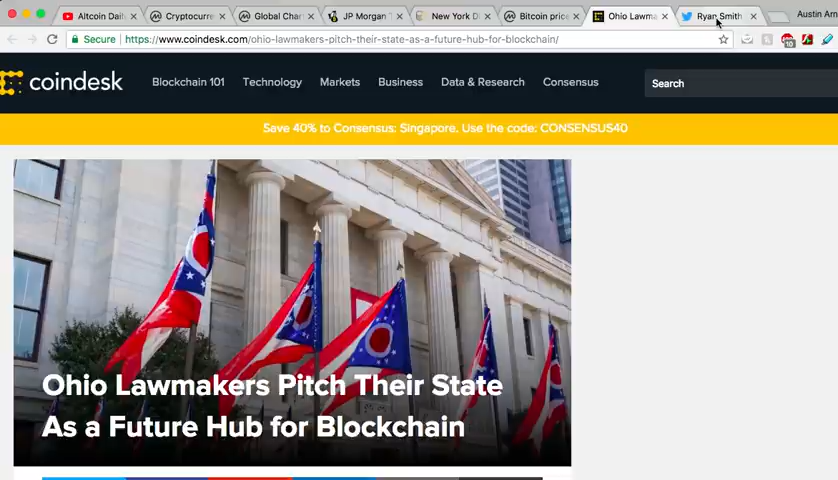 Altcoin Dail
Cryptocurre
Global Char
JP Morgan
New York D
Bitcoin price
Ohio Lawma
Ryan Smith
Austin Ar
Secure
https://www.coindesk.com/ohio-lawmakers-pitch-their-state-as-a-future-hub-for-blockchain/
10
coindesk
Blockchain 101
Technology
Markets
Business
Data & Research
Consensus
Search
Save 40% to Consensus: Singapore. Use the code: CONSENSUS40
Ohio Lawmakers Pitch Their State
As a Future Hub for Blockchain